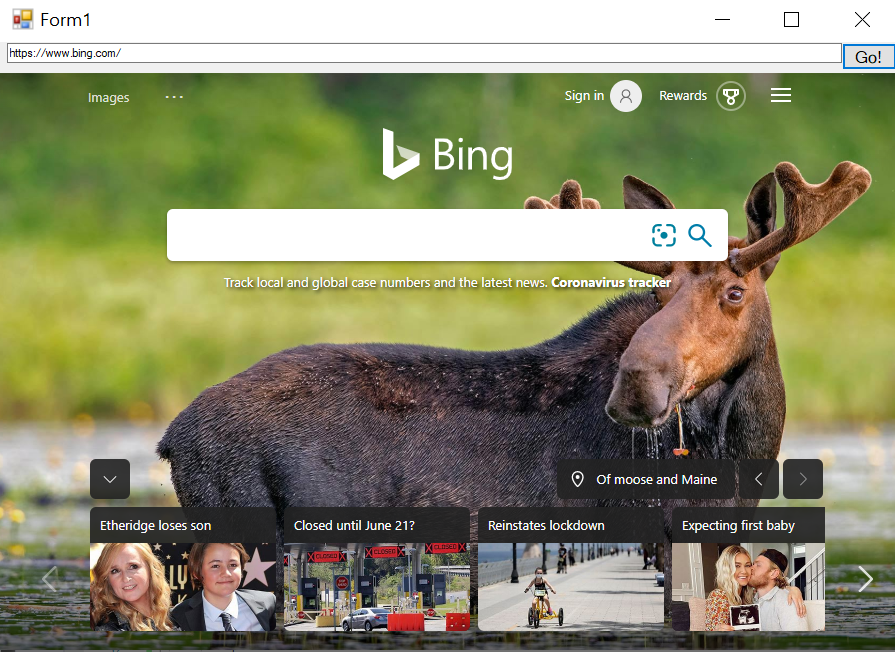 Form1
https://www.bing.com/
Go!
Images ...
Sign in Rewards
Bing
Track local and global case numbers and the latest news. Coronavirus tracker
Of moose and Maine
Etheridge loses son
Closed until June 21?
Reinstates lockdown
Expecting first baby
CLOSED CLOSED CLOSED